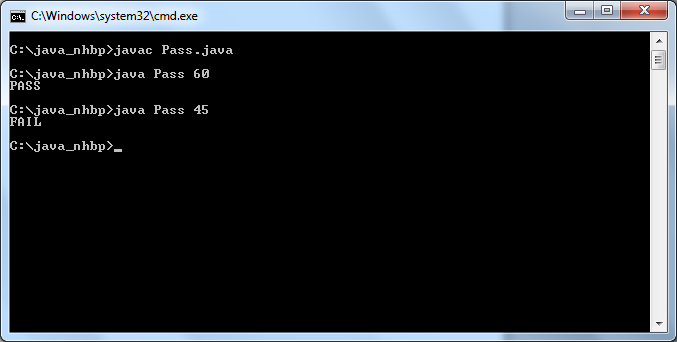 C:\Windows\system32\cmd.exe
C:\java_nhbp>javac Pass.java
C:\java_nhbp>java Pass 60
PASS
C:\java_nhbp>java Pass 45
FAIL
C:\java_nhbp>_